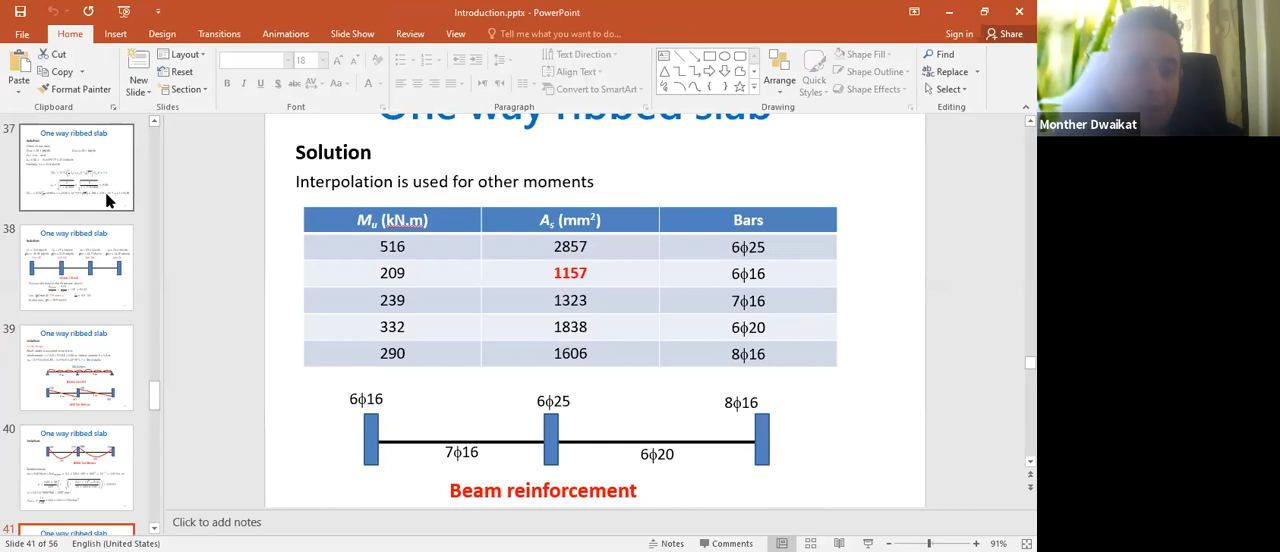 Introduction.pptx - PowerPoint
File Home Insert Design Transitions Animations Slide Show Review View Tell me what you want to do... Sign in Share
Cut
Copy
Format Painter
Paste
Clipboard
New
Slide
Layout
Reset
Section
Slides
18
Font
Text Direction
Align Text
Convert to SmartArt
Paragraph
Arrange
Quick
Styles
Shape Fill
Shape Outline
Shape Effects
Drawing
Find
Replace
Select
Editing
Monther Dwaikat
37
One way ribbed slab
38
One way ribbed slab
39
One way ribbed slab
40
One way ribbed slab
41
One way ribbed slab
One way ribbed slab
Solution
Interpolation is used for other moments
Mu (kN.m) As (mm²) Bars
516 2857 6ϕ25
209 1157 6ϕ16
239 1323 7ϕ16
332 1838 6ϕ20
290 1606 8ϕ16
6ϕ16 6ϕ25 8ϕ16
7ϕ16 6ϕ20
Beam reinforcement
Click to add notes
Slide 41 of 56 English (United States) Notes Comments 91%